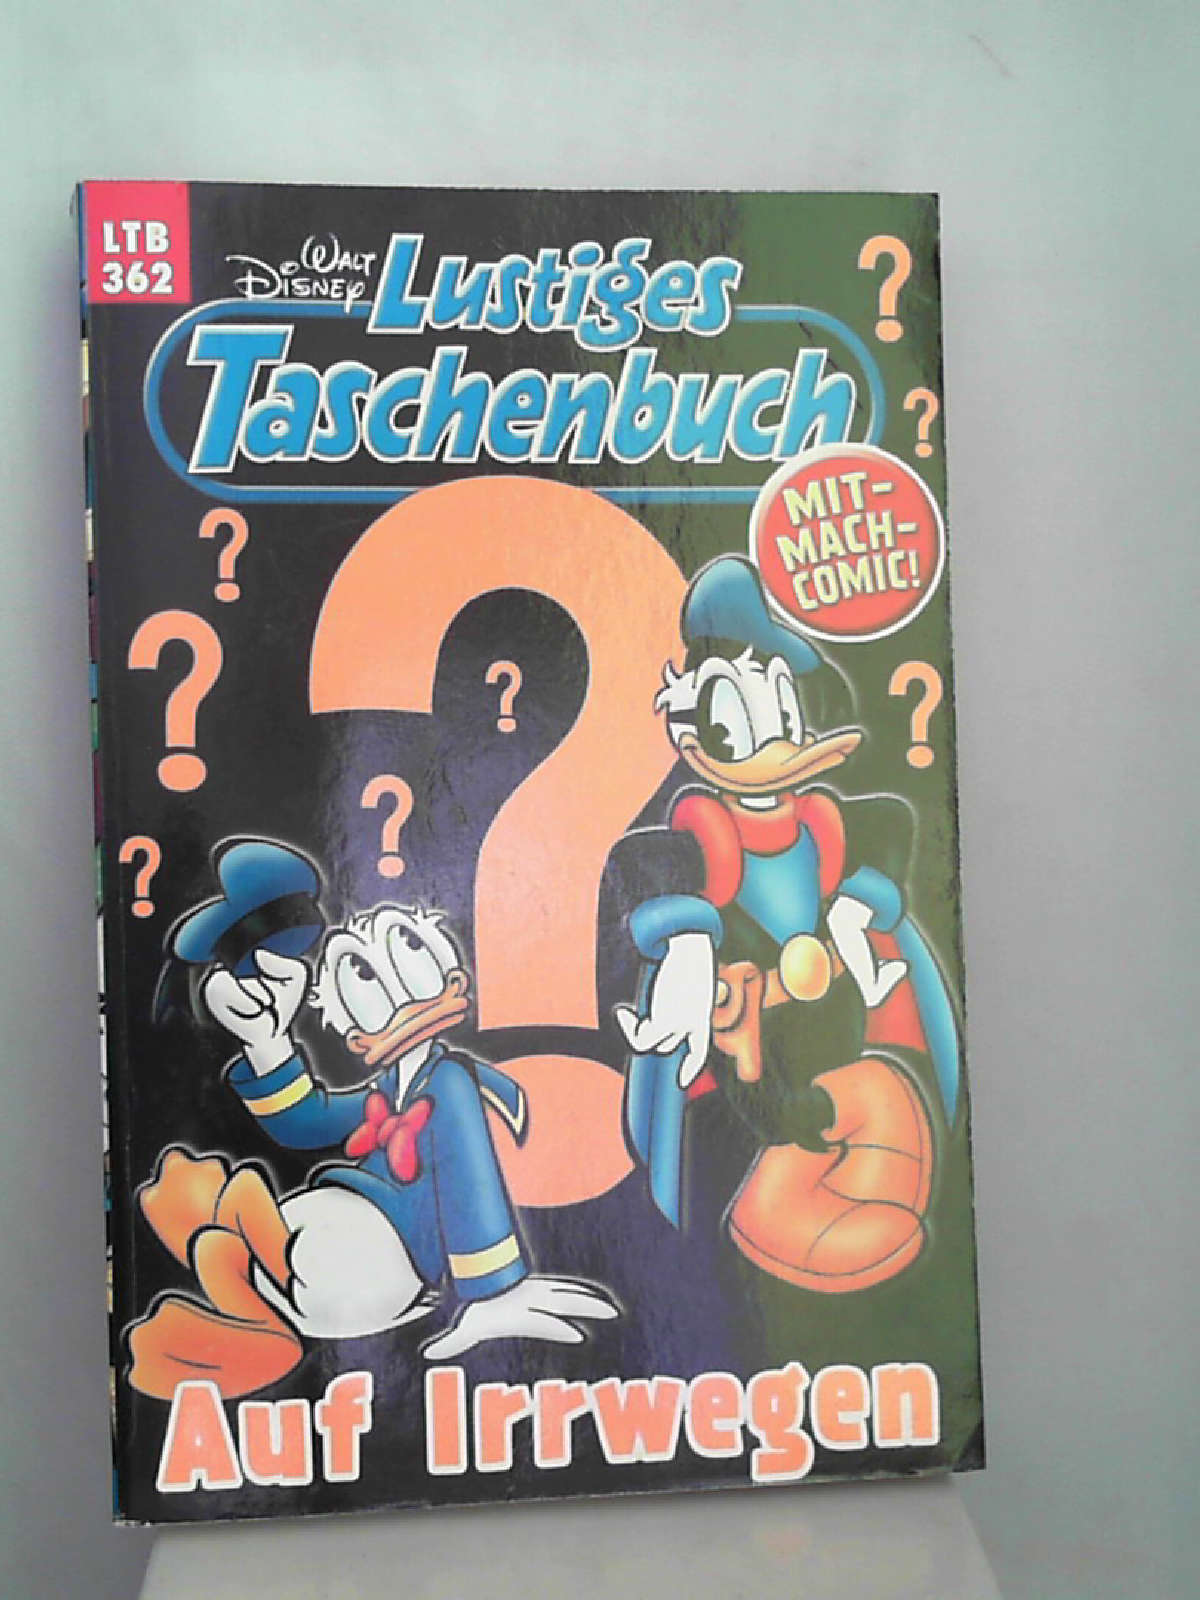 LTB
362
WALT
DISNEY
Lustiges
Taschenbuch
MIT-
MACH-
COMIC!
Auf Irrwegen